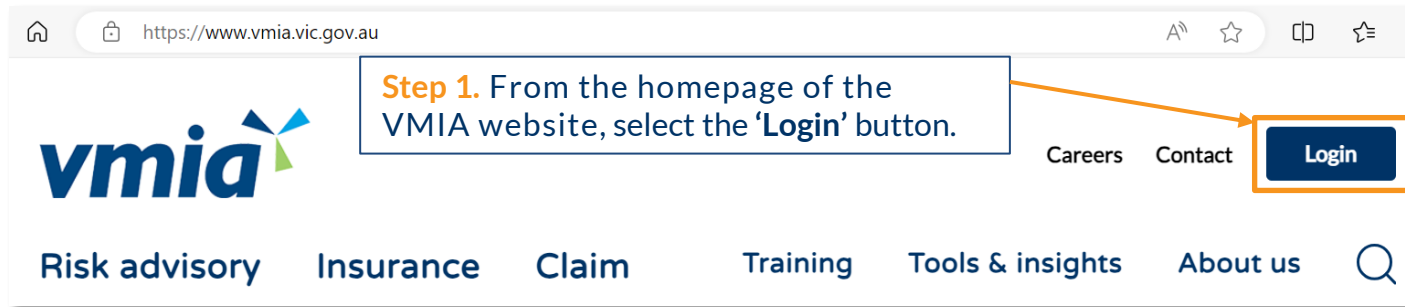 https://www.vmia.vic.gov.au
Step 1. From the homepage of the
VMIA website, select the ‘Login’ button.
vmia
Careers Contact Login
Risk advisory Insurance Claim Training Tools & insights About us